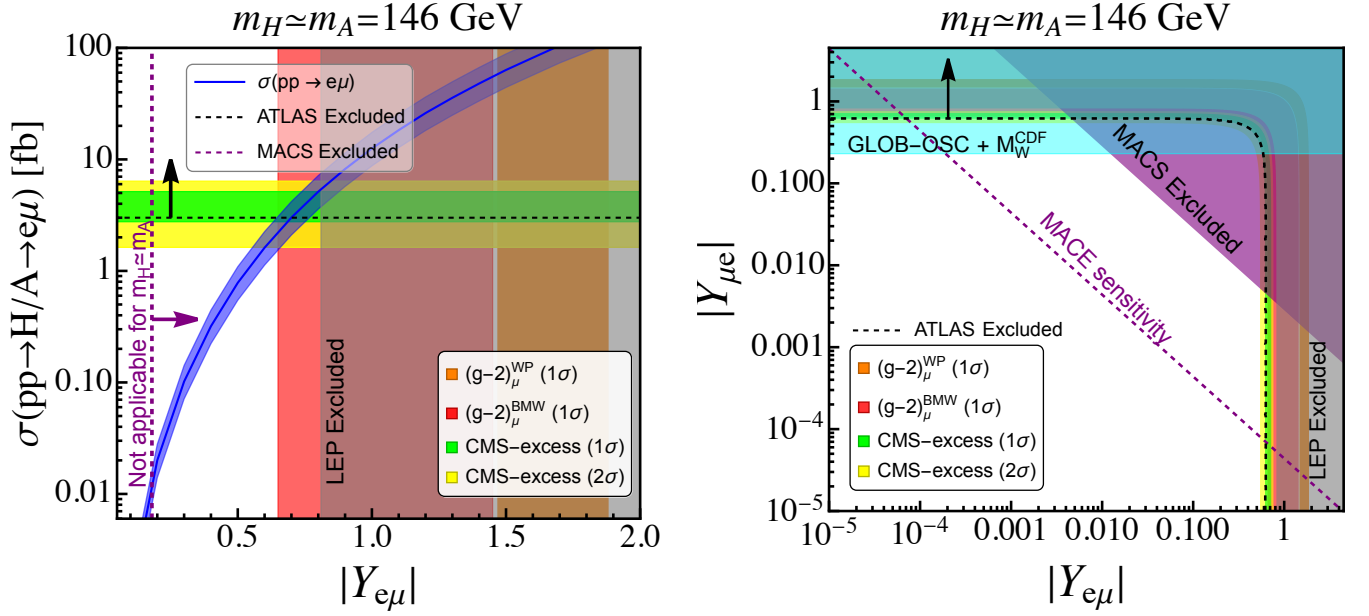 m_H≃m_A=146 GeV
σ(pp→H/A→eμ) [fb]
100
10
1
0.10
0.01
σ(pp → eμ)
ATLAS Excluded
MACS Excluded
Not applicable for m_H≃m_A
LEP Excluded
(g−2)_μ^WP (1σ)
(g−2)_μ^BMW (1σ)
CMS−excess (1σ)
CMS−excess (2σ)
0.5 1.0 1.5 2.0
|Y_eμ|
m_H≃m_A=146 GeV
|Y_μe|
1
0.100
0.010
0.001
10^−4
10^−5
GLOB−OSC + M_W^CDF
MACS Excluded
MACE sensitivity
ATLAS Excluded
(g−2)_μ^WP (1σ)
(g−2)_μ^BMW (1σ)
CMS−excess (1σ)
CMS−excess (2σ)
LEP Excluded
10^−5 10^−4 0.001 0.010 0.100 1
|Y_eμ|